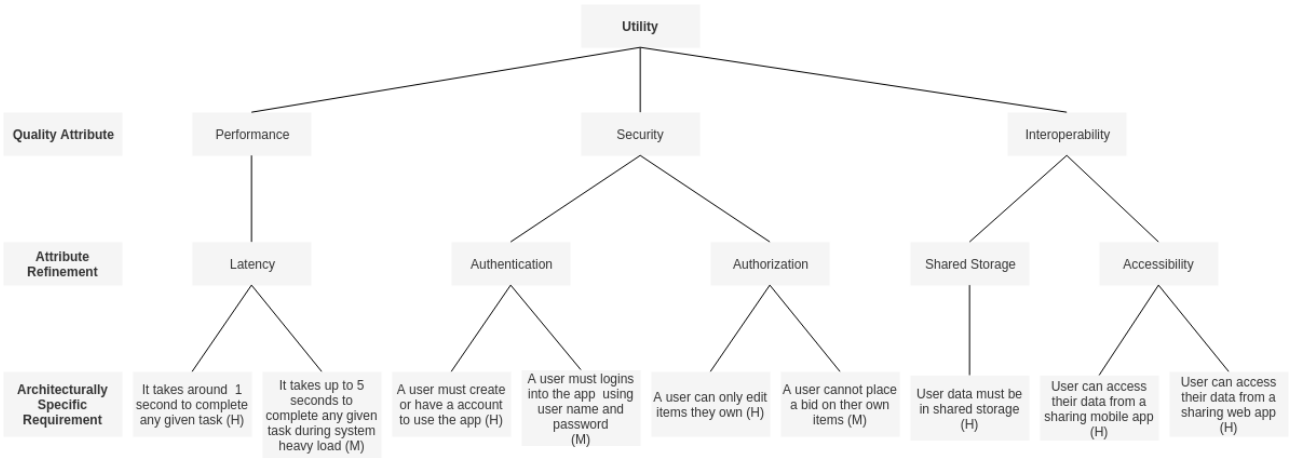 Utility
Quality Attribute
Performance
Security
Interoperability
Attribute
Refinement
Latency
Authentication
Authorization
Shared Storage
Accessibility
Architecturally
Specific
Requirement
It takes around 1
second to complete
any given task (H)
It takes up to 5
seconds to
complete any given
task during system
heavy load (M)
A user must create
or have a account
to use the app (H)
A user must logins
into the app using
user name and
password
(M)
A user can only edit
items they own (H)
A user cannot place
a bid on ther own
items (M)
User data must be
in shared storage
(H)
User can access
their data from a
sharing mobile app
(H)
User can access
their data from a
sharing web app
(H)